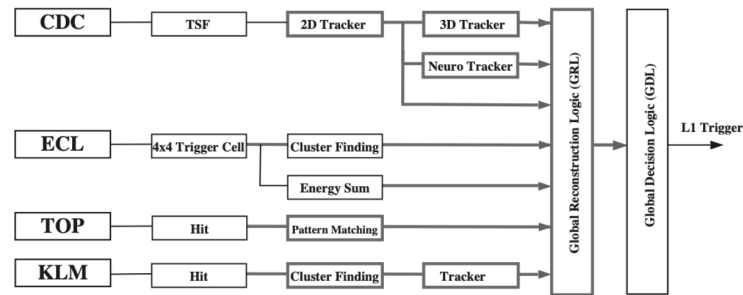 CDC
TSF
2D Tracker
3D Tracker
Neuro Tracker
ECL
4x4 Trigger Cell
Cluster Finding
Energy Sum
TOP
Hit
Pattern Matching
KLM
Hit
Cluster Finding
Tracker
Global Reconstruction Logic (GRL)
Global Decision Logic (GDL)
L1 Trigger